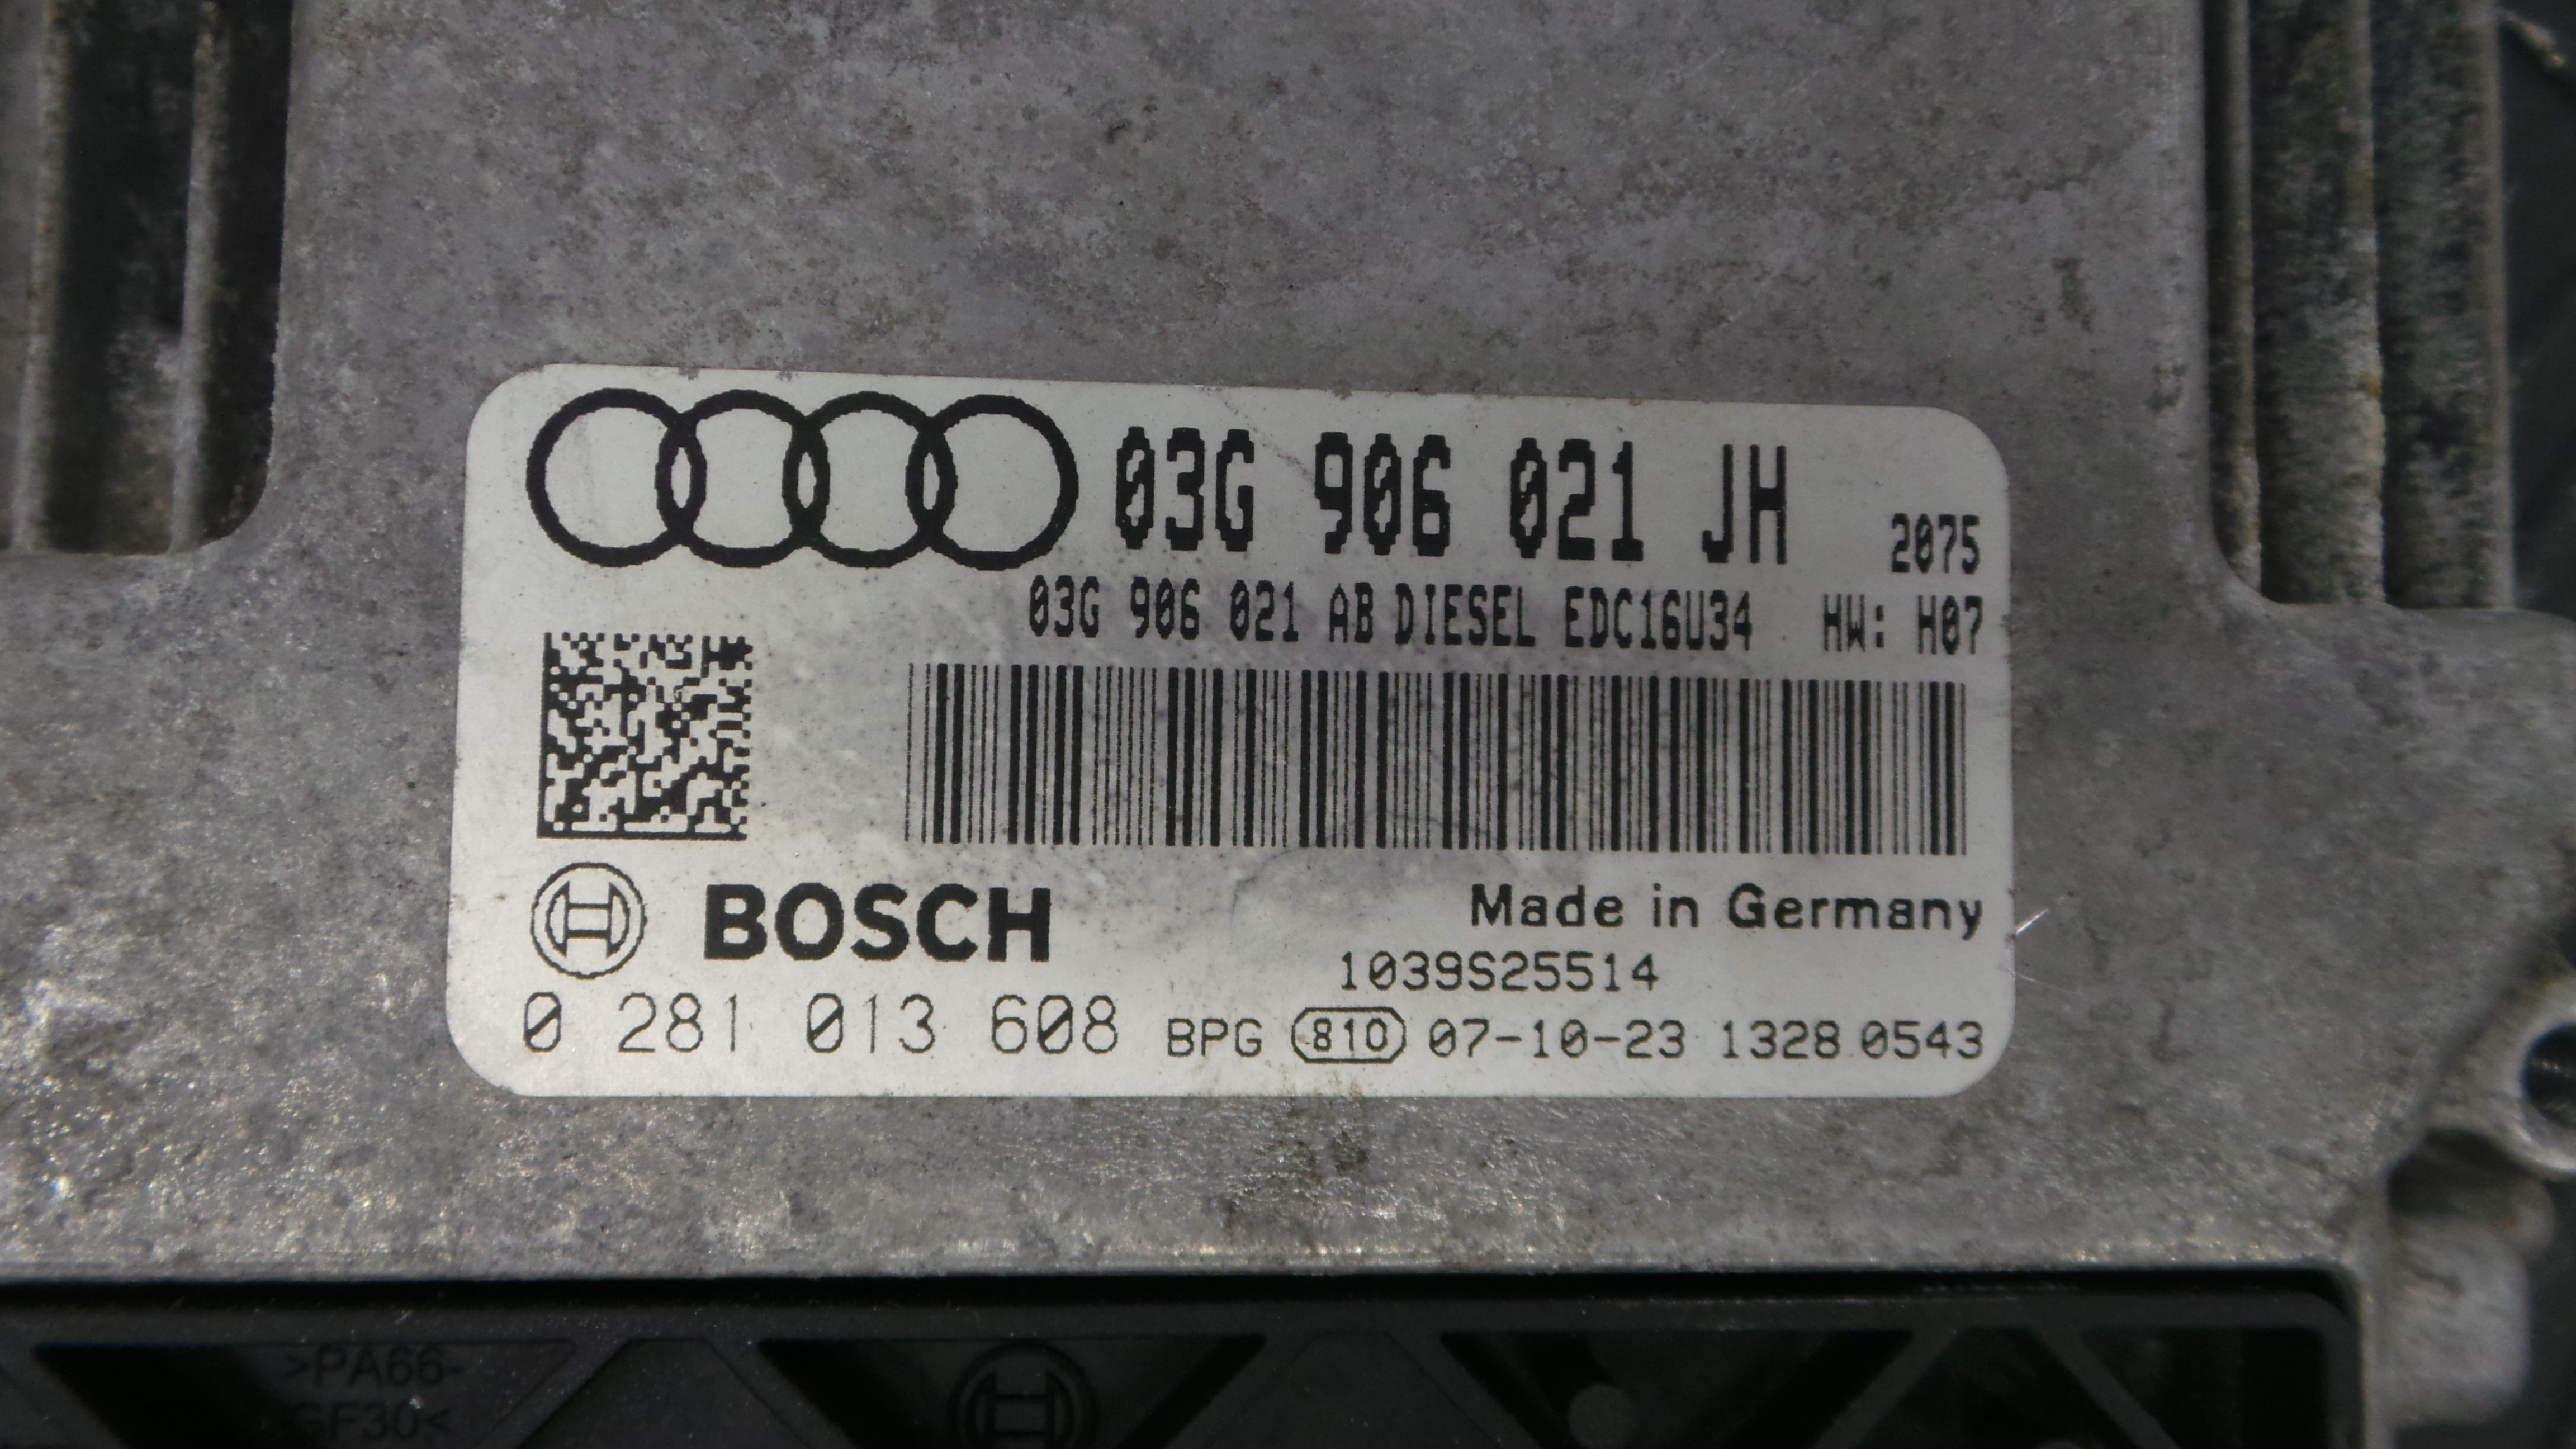 03G 906 021 JH 2075
03G 906 021 AB DIESEL EDC16U34 HW: H07
BOSCH
Made in Germany
1039S25514
0 281 013 608 BPG 810 07-10-23 1328 0543
>PA66-
GF30<